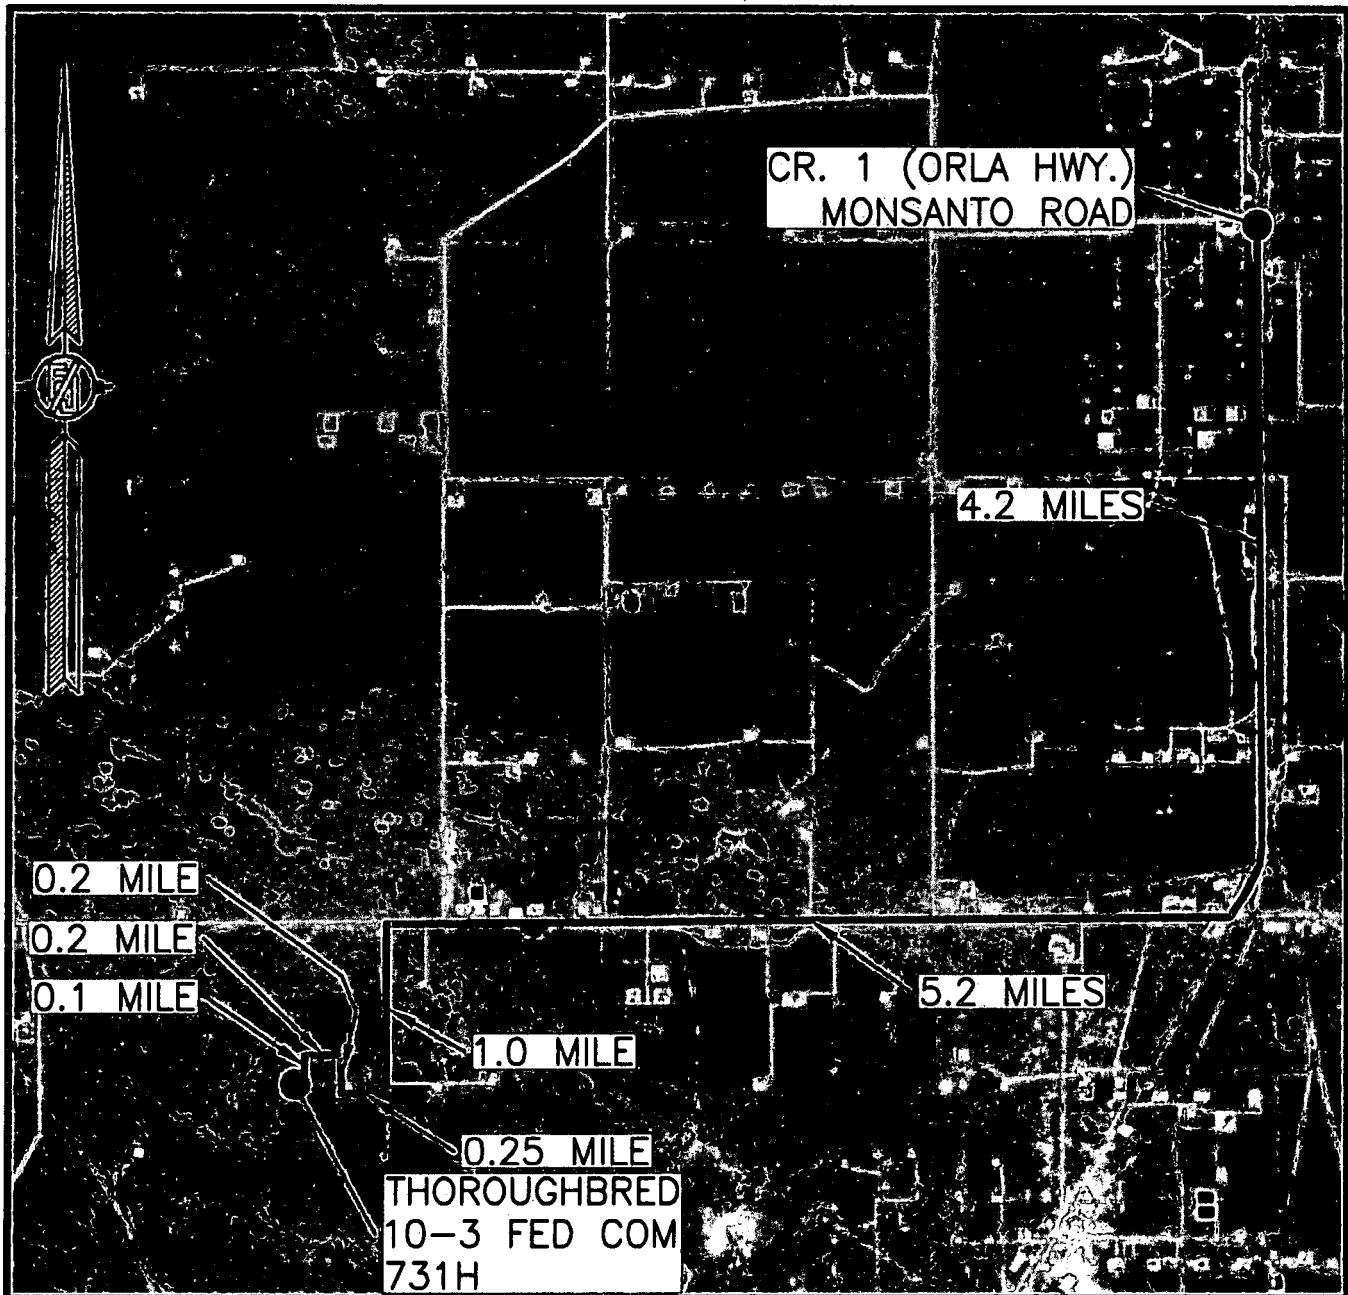 CR. 1 (ORLA HWY.)
MONSANTO ROAD
4.2 MILES
0.2 MILE
0.2 MILE
0.1 MILE
5.2 MILES
1.0 MILE
0.25 MILE
THOROUGHBRED
10-3 FED COM
731H